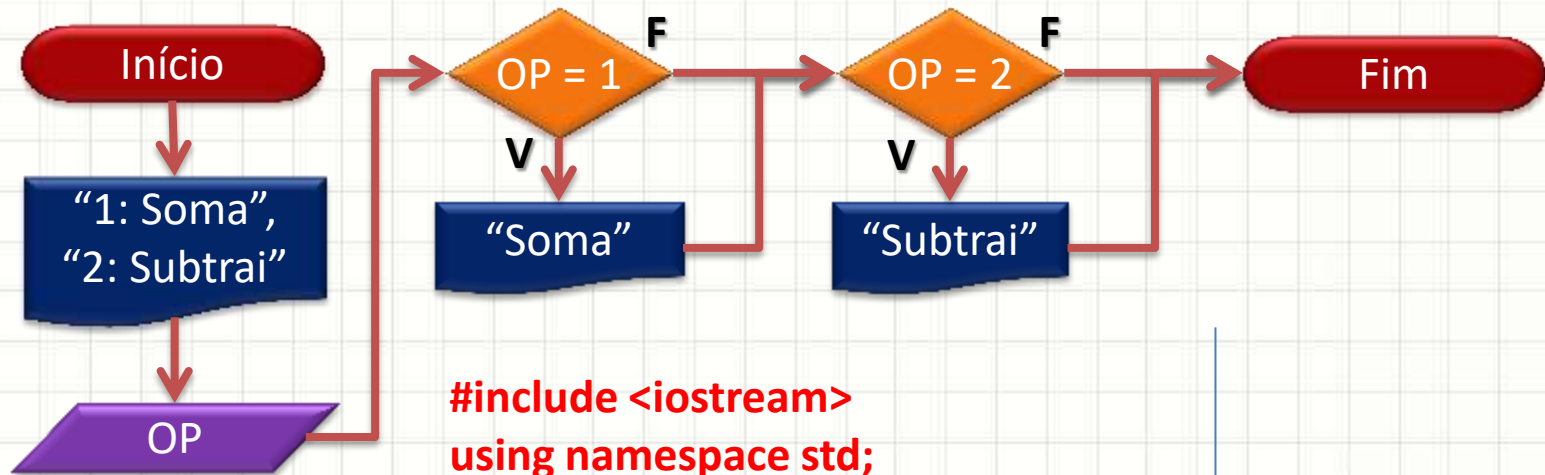 Início
“1: Soma”,
“2: Subtrai”
OP
OP = 1
F
V
“Soma”
OP = 2
F
V
“Subtrai”
Fim
#include <iostream>
using namespace std;